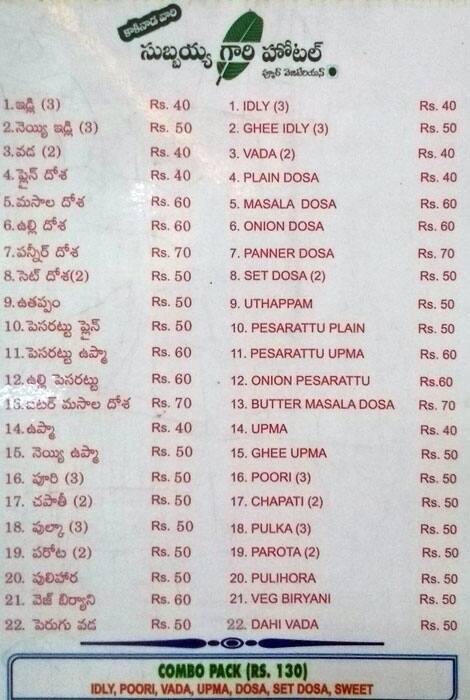 కాకినాడ వారి
సుబ్బయ్య గారి హోటల్
ప్యూర్ వెజిటేరియన్
1.ఇడ్లి (3) Rs. 40 1. IDLY (3) Rs. 40
2.నెయ్యి ఇడ్లి (3) Rs. 50 2. GHEE IDLY (3) Rs. 50
3.వడ (2) Rs. 40 3. VADA (2) Rs. 40
4.ప్లైన్ దోశ Rs. 40 4. PLAIN DOSA Rs. 40
5.మసాల దోశ Rs. 60 5. MASALA DOSA Rs. 60
6.ఉల్లి దోశ Rs. 60 6. ONION DOSA Rs. 60
7.పన్నీర్ దోశ Rs. 70 7. PANNER DOSA Rs. 70
8.సెట్ దోశ(2) Rs. 50 8. SET DOSA (2) Rs. 50
9.ఉతప్పం Rs. 50 9. UTHAPPAM Rs. 50
10.పెసరట్టు ప్లైన్ Rs. 50 10. PESARATTU PLAIN Rs. 50
11.పెసరట్టు ఉప్మా Rs. 60 11. PESARATTU UPMA Rs. 60
12.ఉల్లి పెసరట్టు Rs. 60 12. ONION PESARATTU Rs.60
13.బటర్ మసాల దోశ Rs. 70 13. BUTTER MASALA DOSA Rs. 70
14.ఉప్మా Rs. 40 14. UPMA Rs. 40
15. నెయ్యి ఉప్మా Rs. 50 15. GHEE UPMA Rs. 50
16. పూరి (3) Rs. 50 16. POORI (3) Rs. 50
17. చపాతీ (2) Rs. 50 17. CHAPATI (2) Rs. 50
18. పుల్కా (3) Rs. 50 18. PULKA (3) Rs. 50
19. పరోట (2) Rs. 50 19. PAROTA (2) Rs. 50
20. పులిహార Rs. 50 20. PULIHORA Rs. 50
21. వెజ్ బిర్యాని Rs. 60 21. VEG BIRYANI Rs. 50
22. పెరుగు వడ Rs. 50 22. DAHI VADA Rs. 50
COMBO PACK (RS. 130)
IDLY, POORI, VADA, UPMA, DOSA, SET DOSA, SWEET